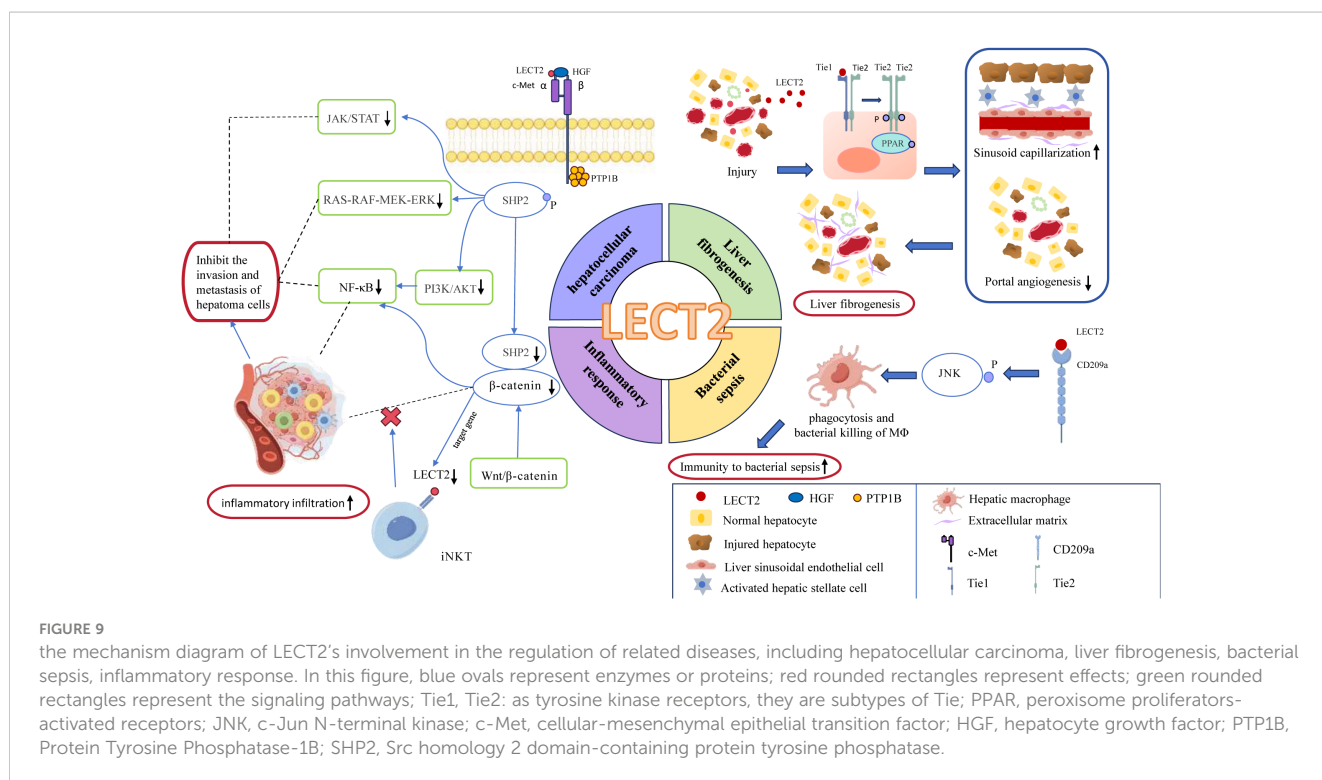 LECT2
HGF
c-Met
α
β
PTP1B
JAK/STAT
RAS-RAF-MEK-ERK
SHP2
P
Inhibit the
invasion and
metastasis of
hepatoma cells
NF-κB
PI3K/AKT
SHP2
β-catenin
target gene
LECT2
Wnt/β-catenin
inflammatory infiltration
iNKT
hepatocellular
carcinoma
Liver
fibrogenesis
LECT2
Inflammatory
response
Bacterial
sepsis
LECT2
Injury
Tie1
Tie2
Tie2
Tie2
P
PPAR
Sinusoid capillarization
Portal angiogenesis
Liver fibrogenesis
LECT2
CD209a
P
JNK
phagocytosis and
bacterial killing of MΦ
Immunity to bacterial sepsis
LECT2
HGF
PTP1B
Normal hepatocyte
Injured hepatocyte
Liver sinusoidal endothelial cell
Activated hepatic stellate cell
Hepatic macrophage
Extracellular matrix
c-Met
CD209a
Tie1
Tie2
FIGURE 9
the mechanism diagram of LECT2's involvement in the regulation of related diseases, including hepatocellular carcinoma, liver fibrogenesis, bacterial
sepsis, inflammatory response. In this figure, blue ovals represent enzymes or proteins; red rounded rectangles represent effects; green rounded
rectangles represent the signaling pathways; Tie1, Tie2: as tyrosine kinase receptors, they are subtypes of Tie; PPAR, peroxisome proliferators-
activated receptors; JNK, c-Jun N-terminal kinase; c-Met, cellular-mesenchymal epithelial transition factor; HGF, hepatocyte growth factor; PTP1B,
Protein Tyrosine Phosphatase-1B; SHP2, Src homology 2 domain-containing protein tyrosine phosphatase.